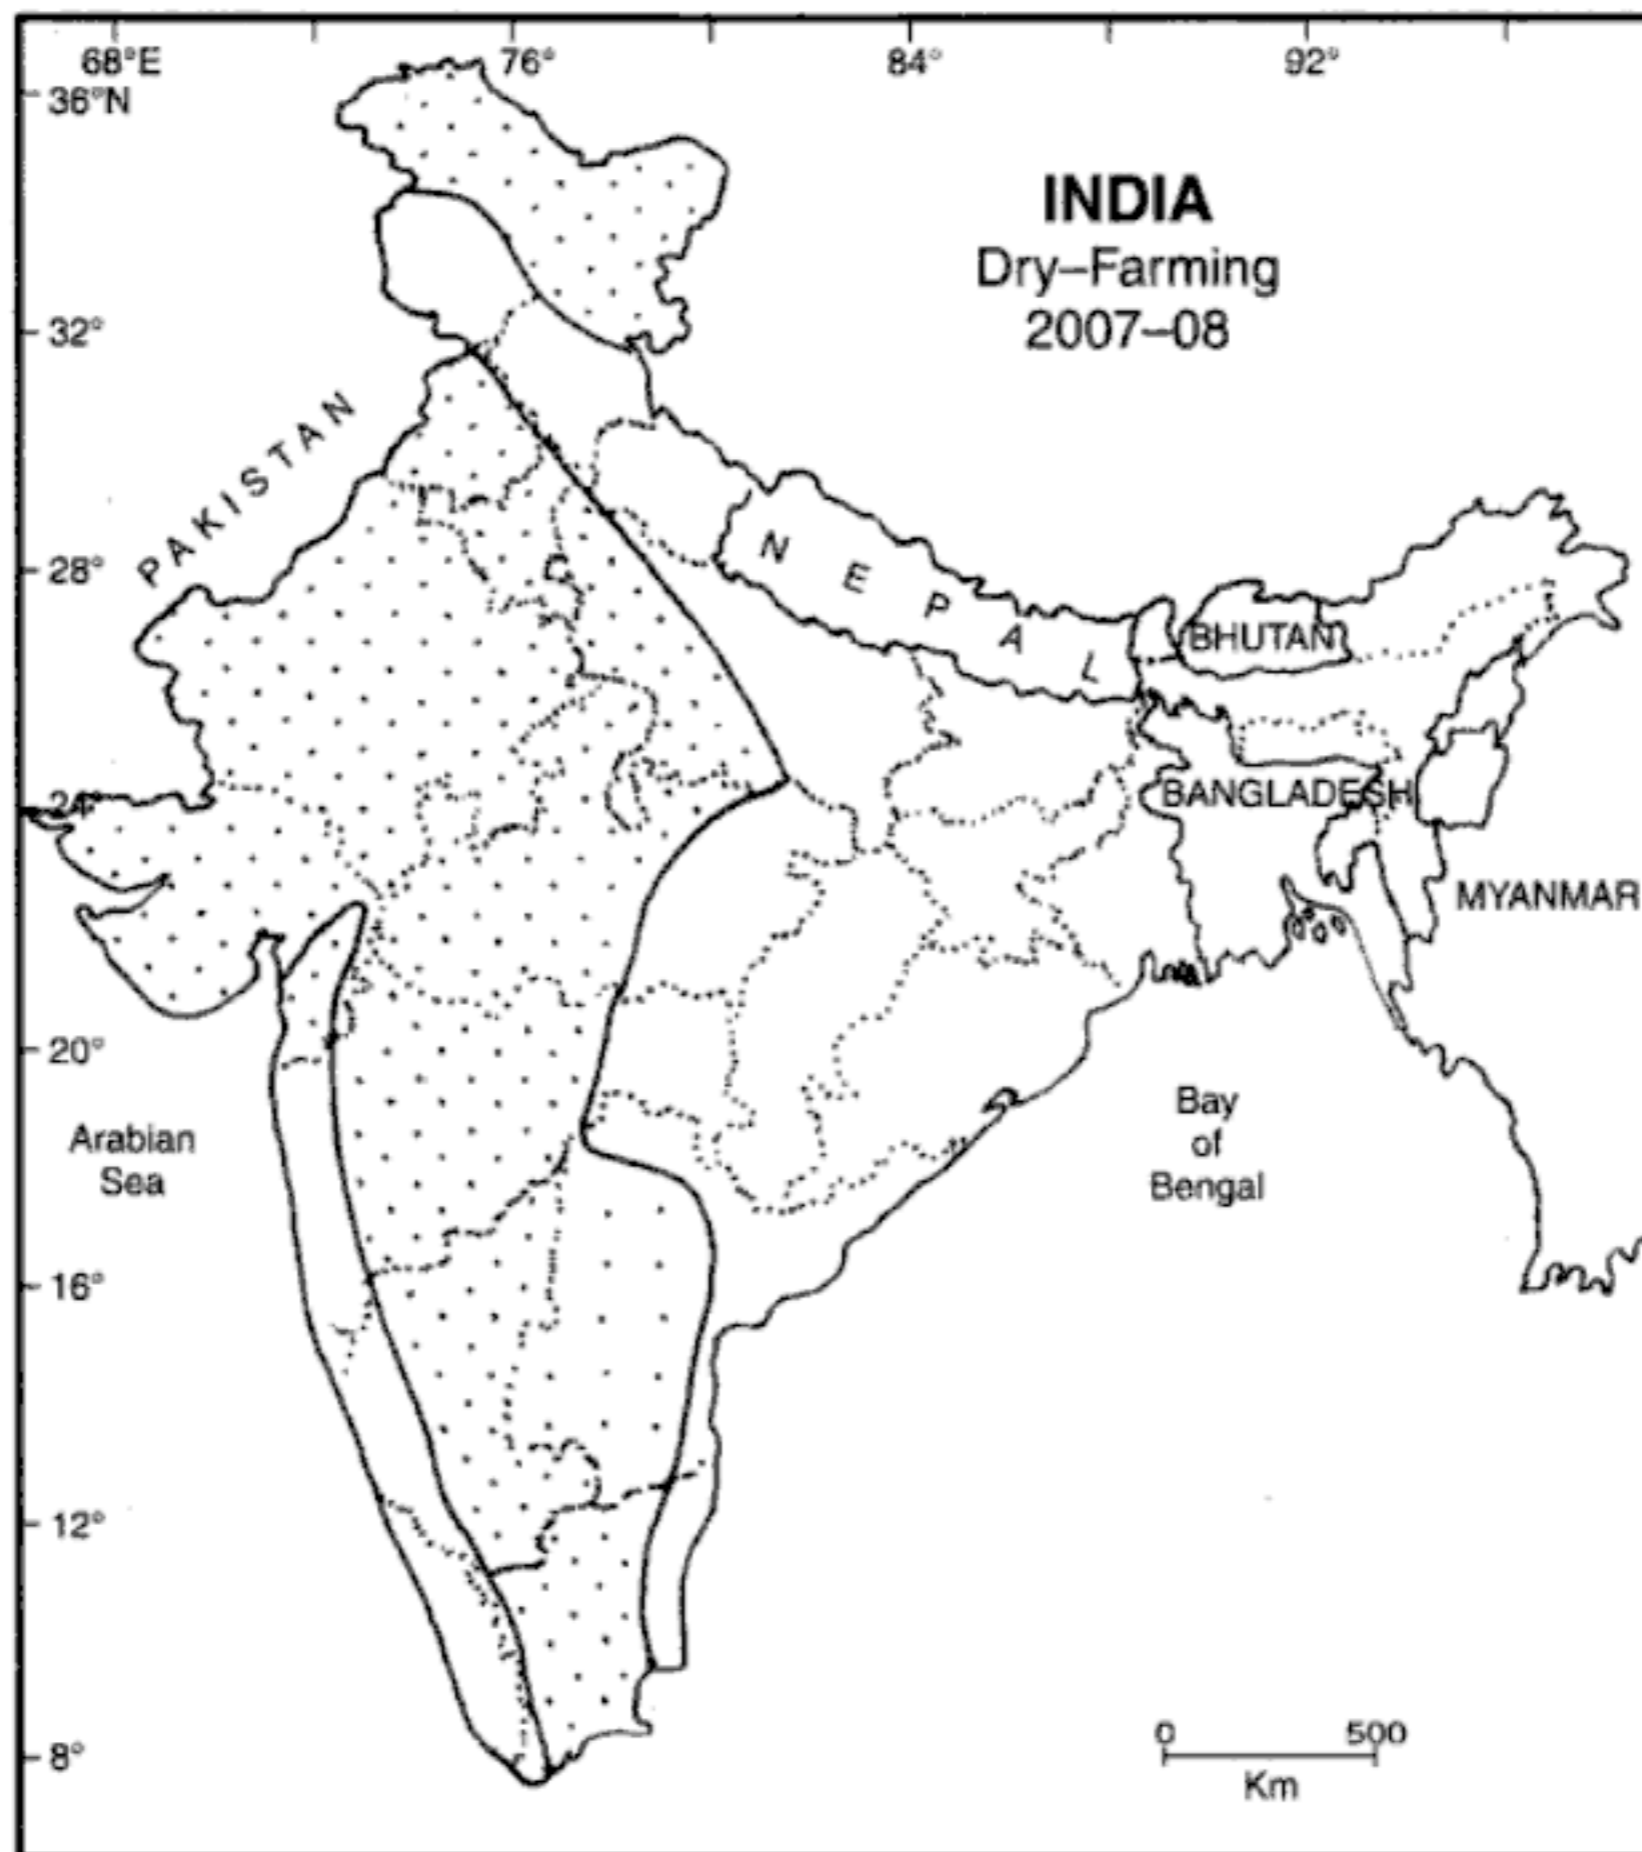 68°E 76° 84° 92°
36°N
INDIA
Dry–Farming
2007–08
32°
PAKISTAN
28°
NEPAL
BHUTAN
24°
BANGLADESH
MYANMAR
20°
Arabian
Sea
Bay
of
Bengal
16°
12°
8°
0 500
Km